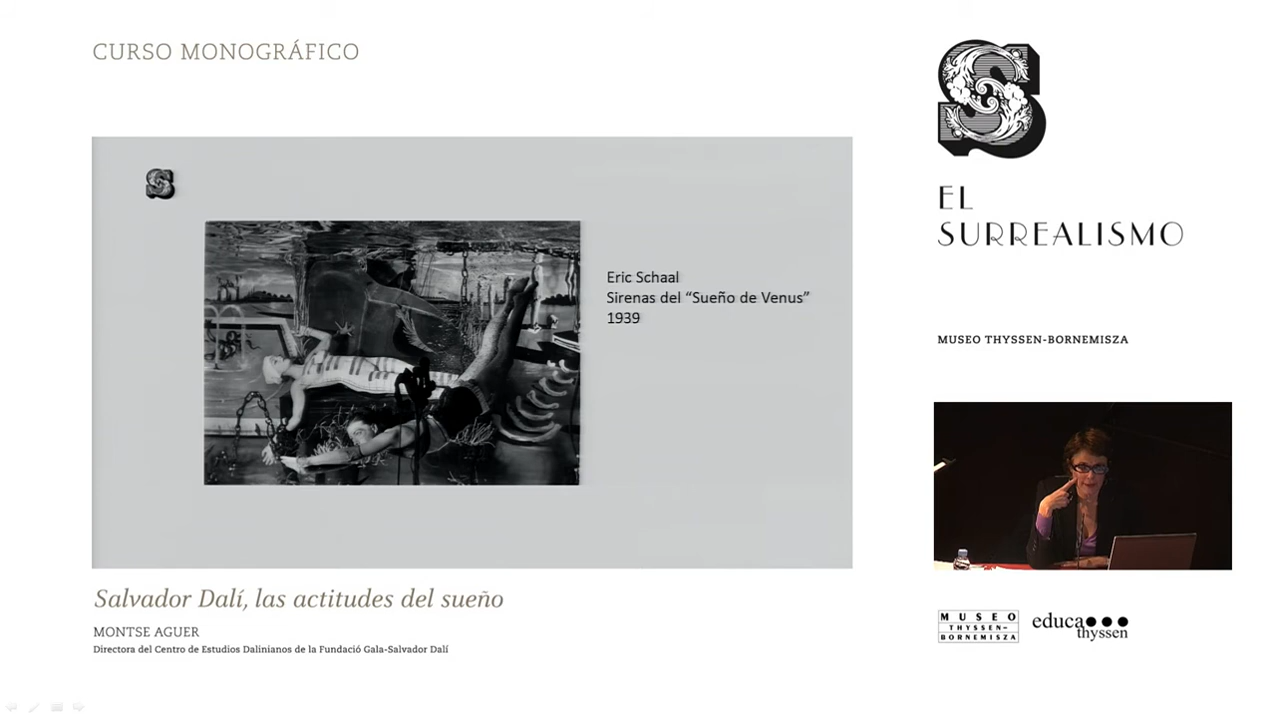 CURSO MONOGRÁFICO
S
EL
SURREALISMO
S
Eric Schaal
Sirenas del “Sueño de Venus”
1939
MUSEO THYSSEN-BORNEMISZA
Salvador Dalí, las actitudes del sueño
MONTSE AGUER
Directora del Centro de Estudios Dalinianos de la Fundació Gala-Salvador Dalí
MUSEO
THYSSEN-
BORNEMISZA
educa
thyssen